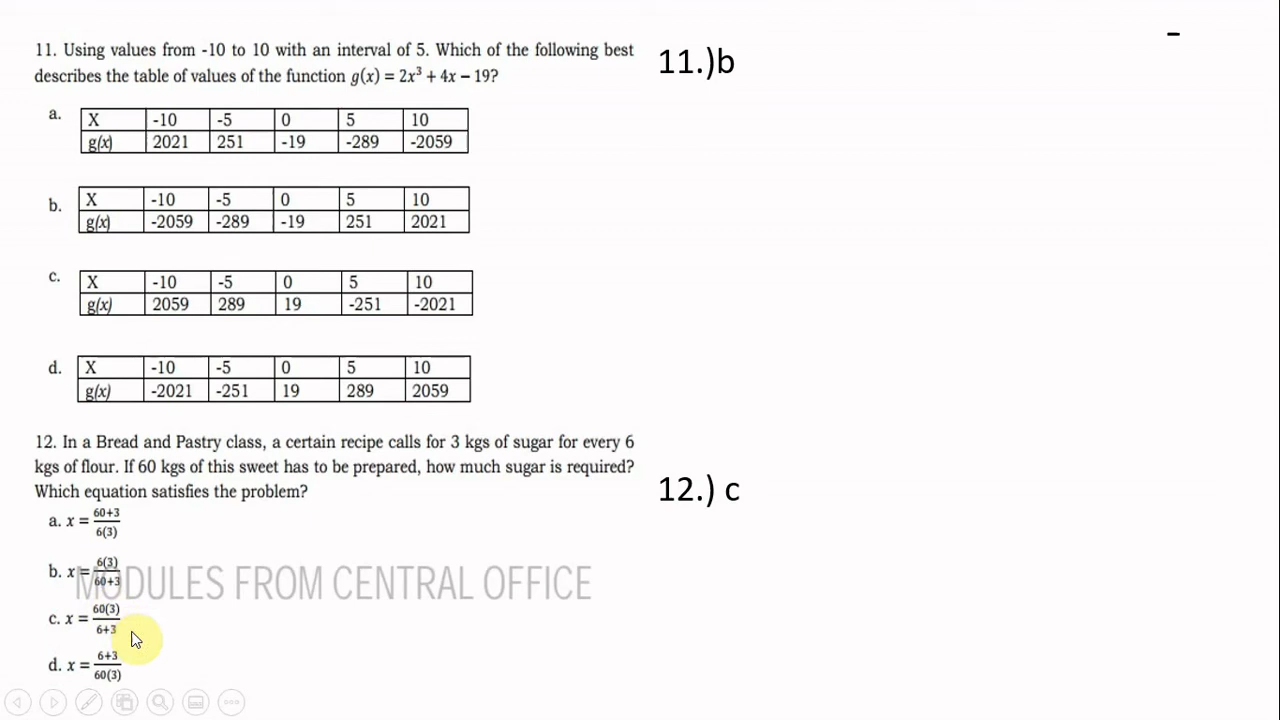 11. Using values from -10 to 10 with an interval of 5. Which of the following best
describes the table of values of the function g(x) = 2x³ + 4x – 19?
11.)b
a.
X -10 -5 0 5 10
g(x) 2021 251 -19 -289 -2059
b.
X -10 -5 0 5 10
g(x) -2059 -289 -19 251 2021
c.
X -10 -5 0 5 10
g(x) 2059 289 19 -251 -2021
d.
X -10 -5 0 5 10
g(x) -2021 -251 19 289 2059
12. In a Bread and Pastry class, a certain recipe calls for 3 kgs of sugar for every 6
kgs of flour. If 60 kgs of this sweet has to be prepared, how much sugar is required?
Which equation satisfies the problem?
12.) c
a. x = 60+3 / 6(3)
b. x = 6(3) / 60+3
MODULES FROM CENTRAL OFFICE
c. x = 60(3) / 6+3
d. x = 6+3 / 60(3)